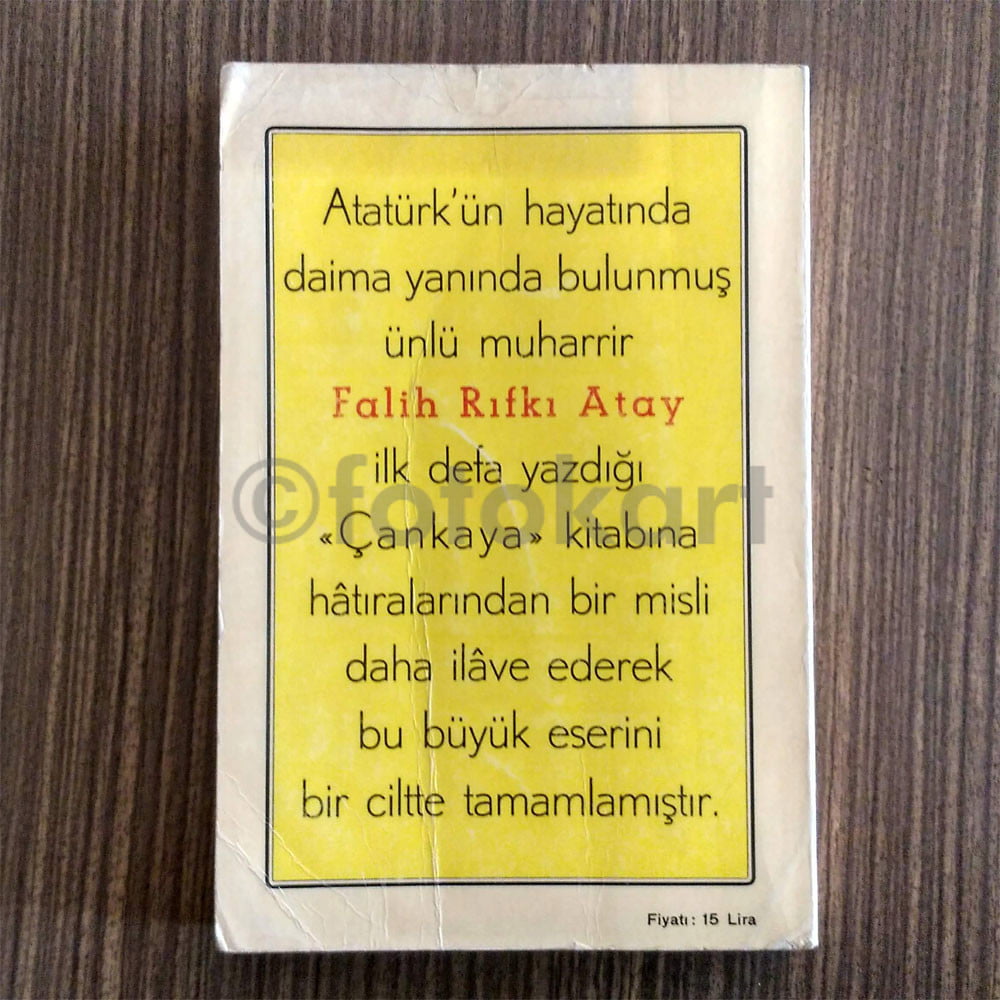 Atatürk'ün hayatında
daima yanında bulunmuş
ünlü muharrir
Falih Rıfkı Atay
ilk defa yazdığı
«Çankaya» kitabına
hâtıralarından bir misli
daha ilâve ederek
bu büyük eserini
bir ciltte tamamlamıştır.
Fiyatı: 15 Lira
©fotokart